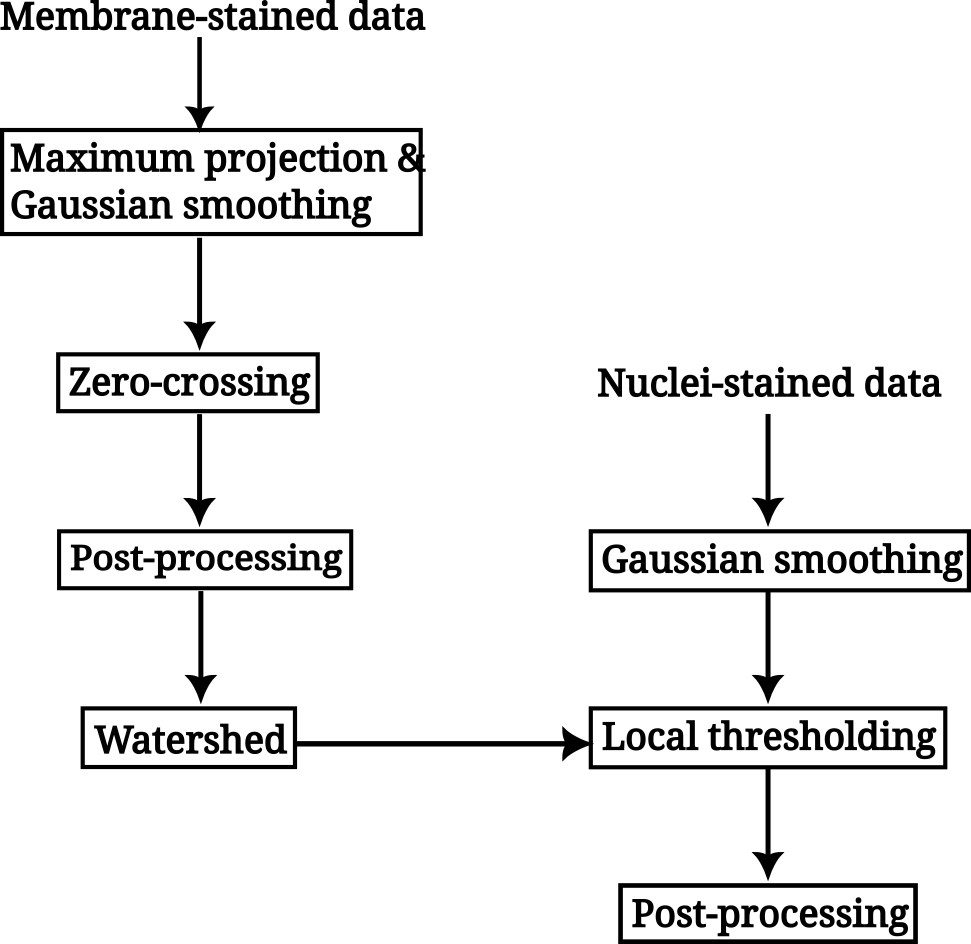 Membrane-stained data
Maximum projection &
Gaussian smoothing
Zero-crossing
Post-processing
Watershed
Nuclei-stained data
Gaussian smoothing
Local thresholding
Post-processing